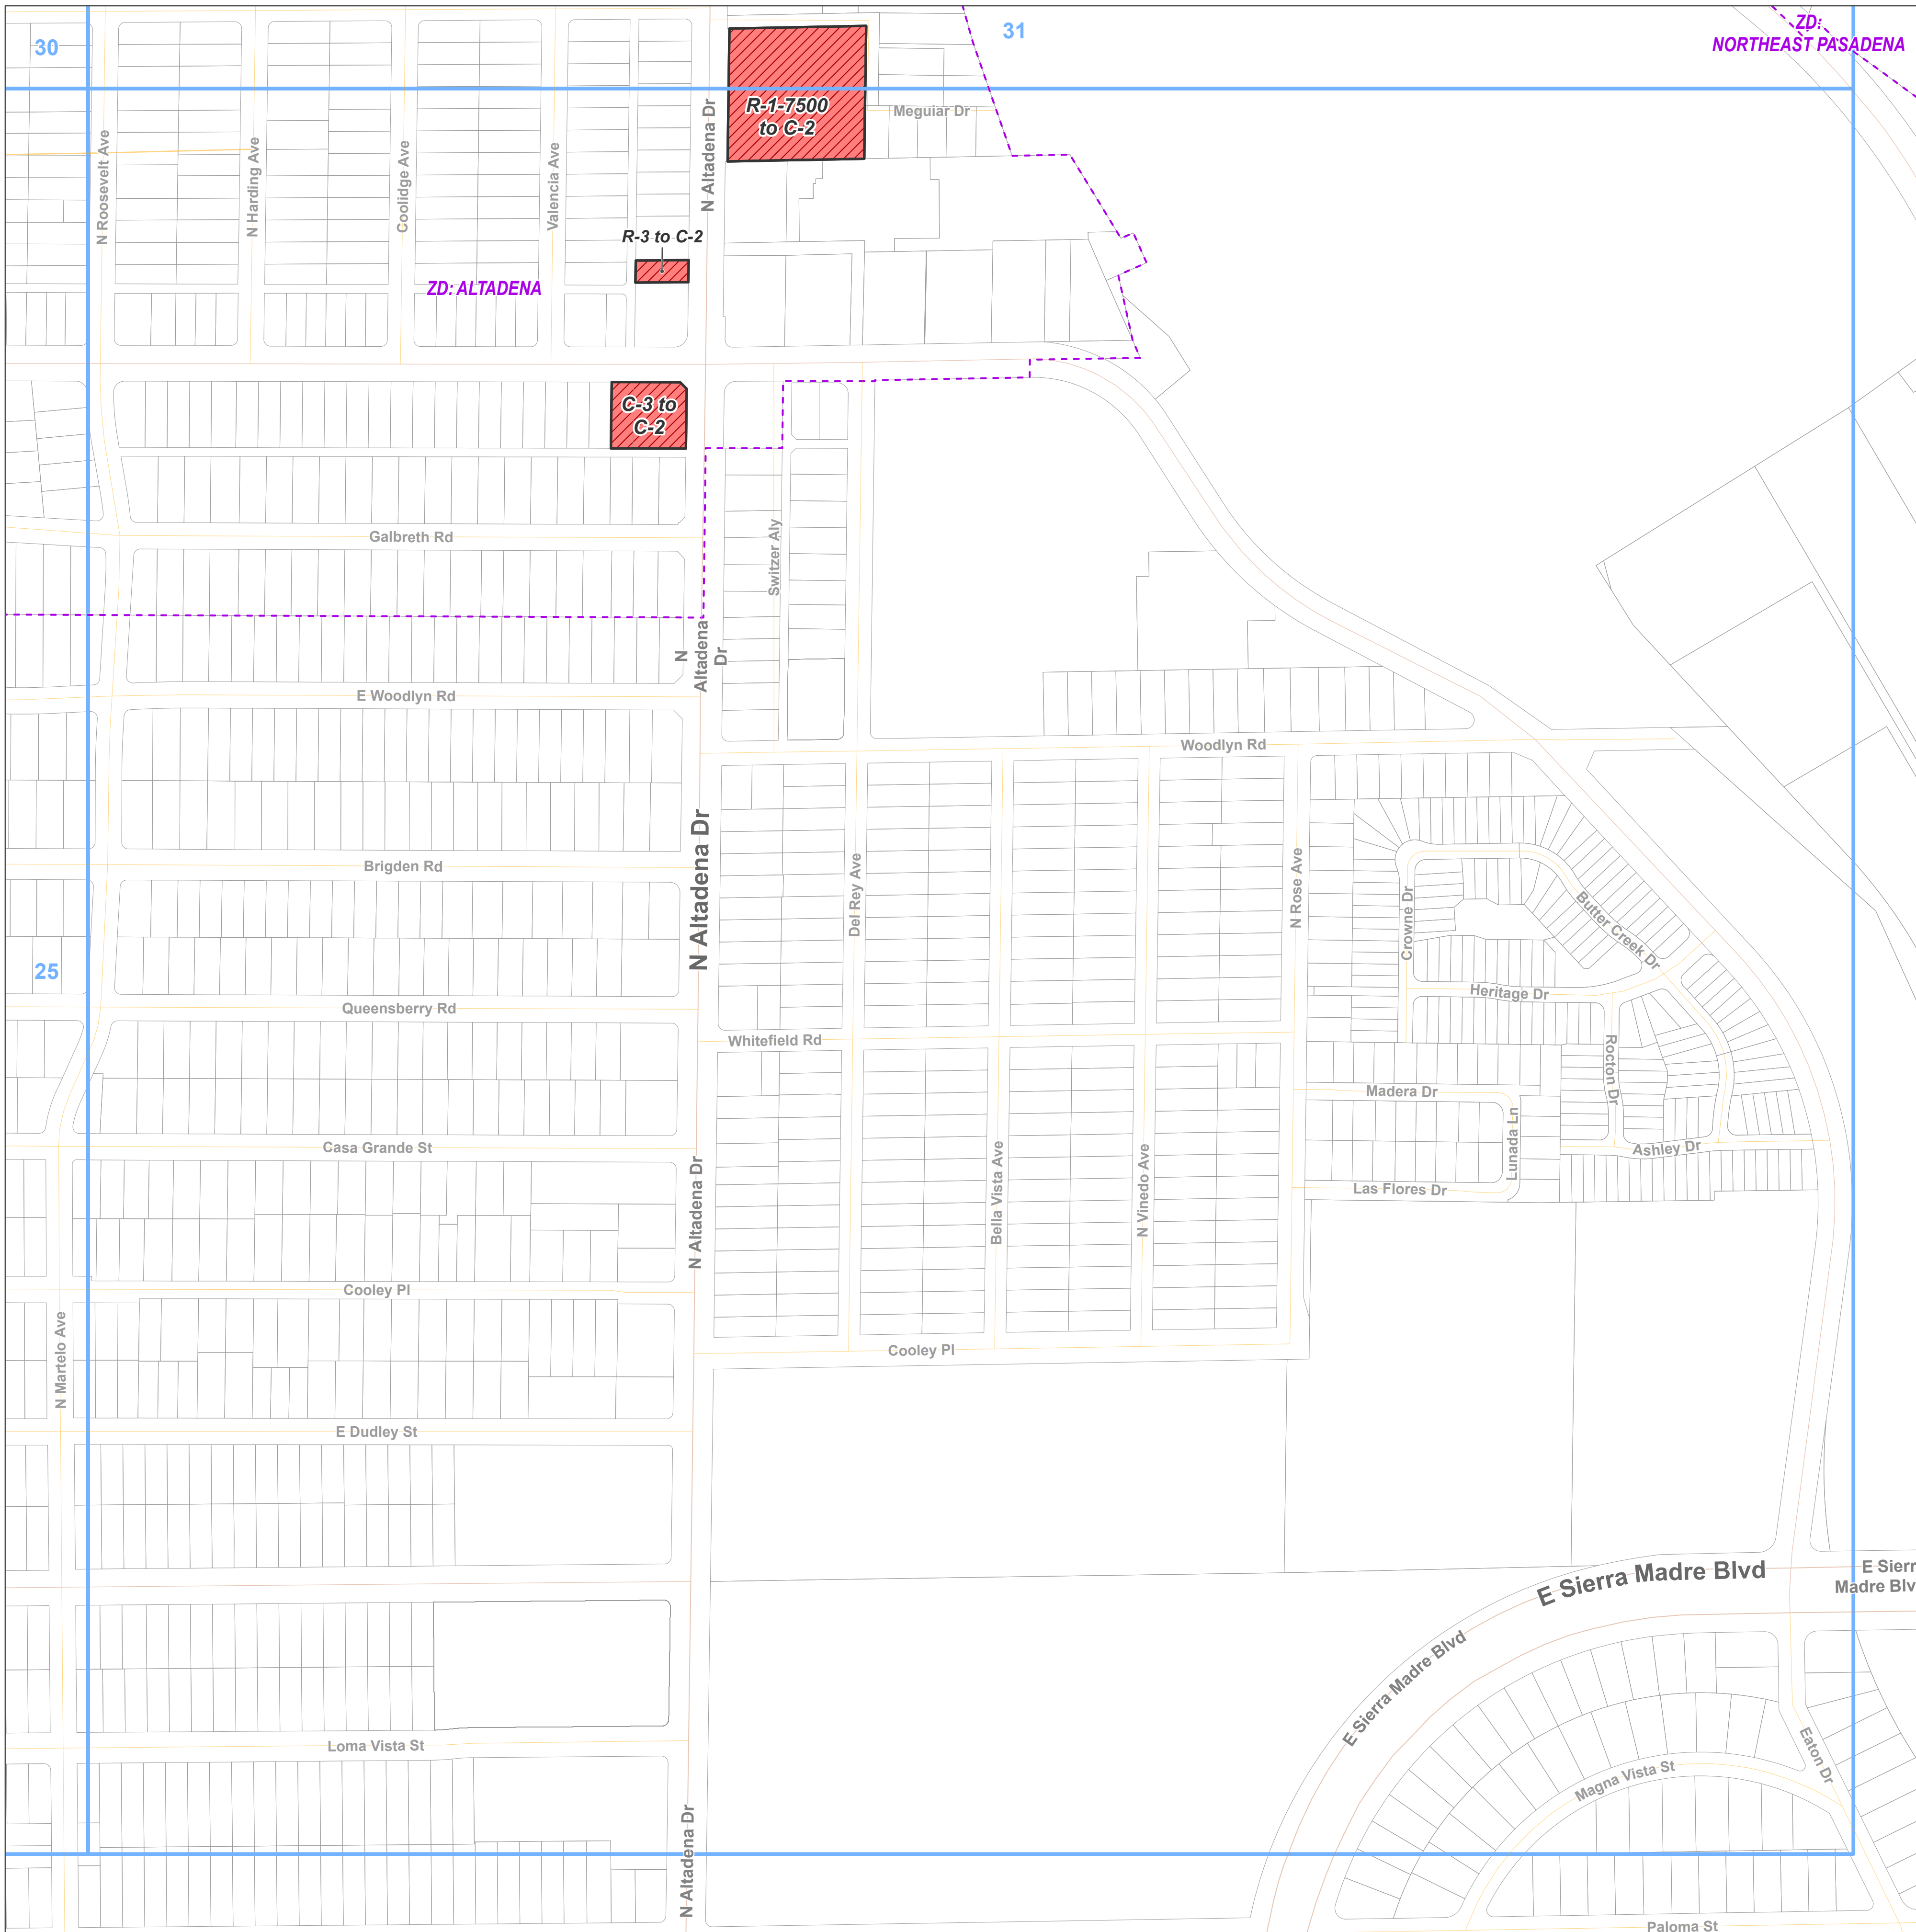 30
31
ZD:
NORTHEAST PASADENA
R-1-7500
to C-2
Meguiar Dr
N Roosevelt Ave
N Harding Ave
Coolidge Ave
Valencia Ave
N Altadena Dr
R-3 to C-2
ZD: ALTADENA
C-3 to
C-2
Galbreth Rd
Switzer Aly
N
Altadena
Dr
E Woodlyn Rd
Woodlyn Rd
N Altadena Dr
Brigden Rd
Del Rey Ave
N Rose Ave
Crowne Dr
Butter Creek Dr
25
Heritage Dr
Queensberry Rd
Whitefield Rd
Rocton Dr
Madera Dr
Lunada Ln
Casa Grande St
Ashley Dr
N Altadena Dr
Bella Vista Ave
N Vinedo Ave
Las Flores Dr
Cooley Pl
N Martelo Ave
Cooley Pl
E Dudley St
E Sierra Madre Blvd
E Sierr
Madre Blv
E Sierra Madre Blvd
Loma Vista St
Eaton Dr
Magna Vista St
N Altadena Dr
Paloma St